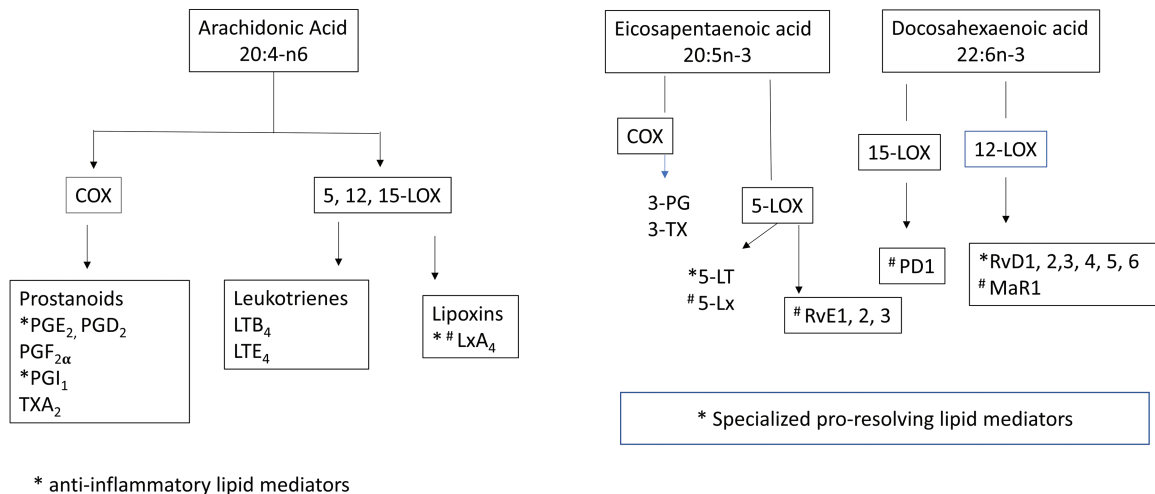 Arachidonic Acid
20:4-n6
COX
5, 12, 15-LOX
Prostanoids
*PGE₂, PGD₂
PGF₂α
*PGI₁
TXA₂
Leukotrienes
LTB₄
LTE₄
Lipoxins
*#LxA₄
* anti-inflammatory lipid mediators
Eicosapentaenoic acid
20:5n-3
Docosahexaenoic acid
22:6n-3
COX
15-LOX
12-LOX
3-PG
3-TX
5-LOX
*5-LT
#5-Lx
#RvE1, 2, 3
#PD1
*RvD1, 2,3, 4, 5, 6
#MaR1
* Specialized pro-resolving lipid mediators